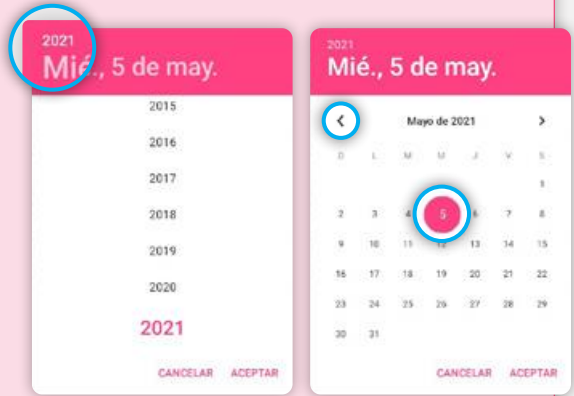 2021
Mié., 5 de may.
2015
2016
2017
2018
2019
2020
2021
CANCELAR ACEPTAR
2021
Mié., 5 de may.
Mayo de 2021
D L M M J V S
1
2 3 4 5 6 7 8
9 10 11 12 13 14 15
16 17 18 19 20 21 22
23 24 25 26 27 28 29
30 31
CANCELAR ACEPTAR